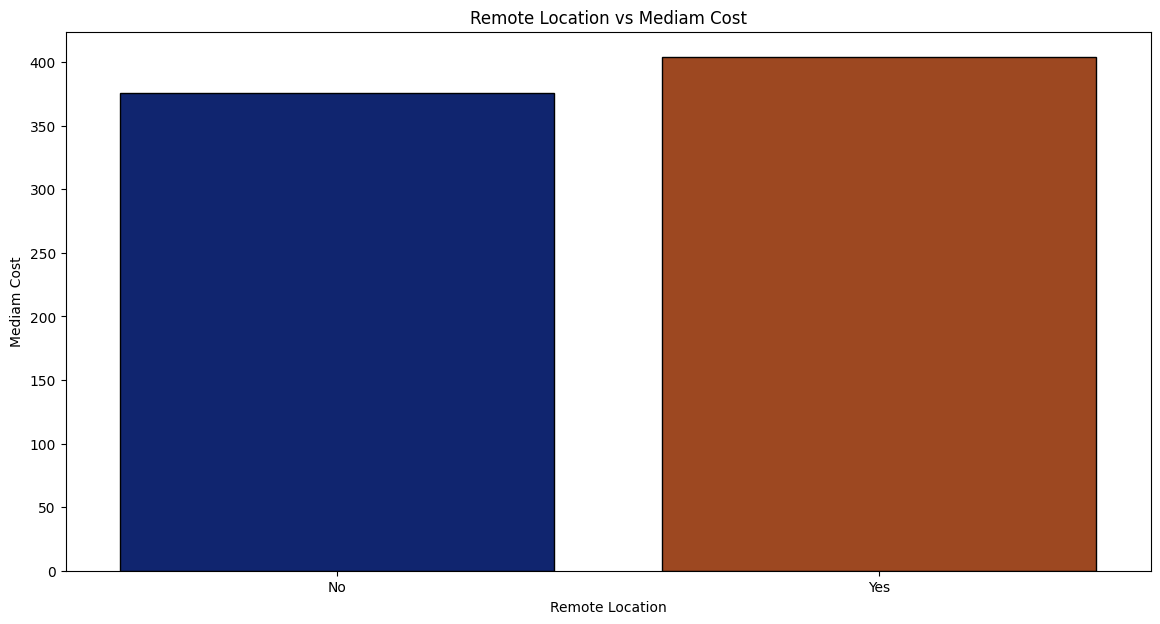 Remote Location vs Mediam Cost
Mediam Cost
400
350
300
250
200
150
100
50
0
No
Yes
Remote Location